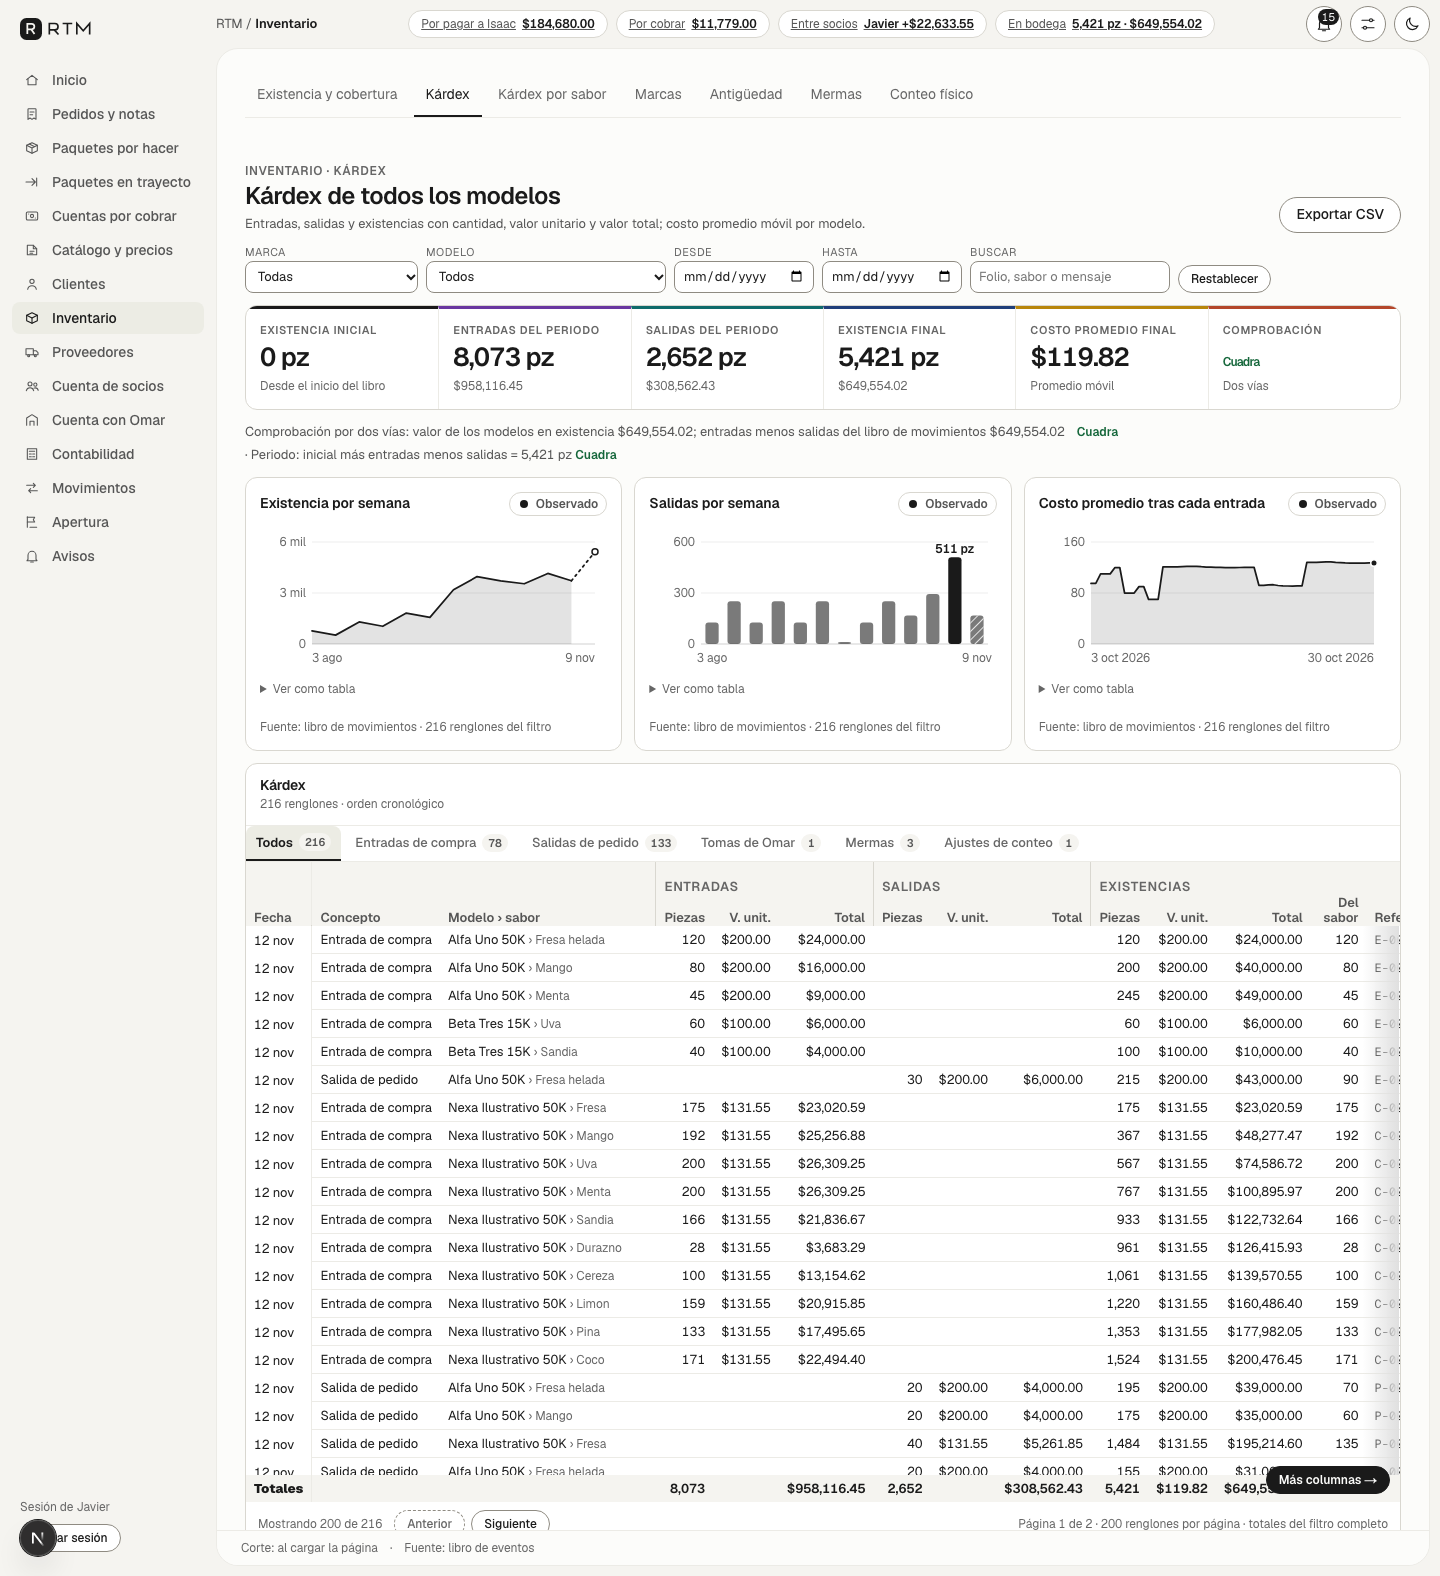 RTM
RTM / Inventario
Por pagar a Isaac $184,680.00
Por cobrar $11,779.00
Entre socios Javier +$22,633.55
En bodega 5,421 pz · $649,554.02
15
Inicio
Pedidos y notas
Paquetes por hacer
Paquetes en trayecto
Cuentas por cobrar
Catálogo y precios
Clientes
Inventario
Proveedores
Cuenta de socios
Cuenta con Omar
Contabilidad
Movimientos
Apertura
Avisos
Sesión de Javier
ar sesión
Existencia y cobertura Kárdex Kárdex por sabor Marcas Antigüedad Mermas Conteo físico
INVENTARIO · KÁRDEX
Kárdex de todos los modelos
Entradas, salidas y existencias con cantidad, valor unitario y valor total; costo promedio móvil por modelo.
Exportar CSV
MARCA MODELO DESDE HASTA BUSCAR
Todas Todos mm/dd/yyyy mm/dd/yyyy Folio, sabor o mensaje Restablecer
EXISTENCIA INICIAL ENTRADAS DEL PERIODO SALIDAS DEL PERIODO EXISTENCIA FINAL COSTO PROMEDIO FINAL COMPROBACIÓN
0 pz 8,073 pz 2,652 pz 5,421 pz $119.82 Cuadra
Desde el inicio del libro $958,116.45 $308,562.43 $649,554.02 Promedio móvil Dos vías
Comprobación por dos vías: valor de los modelos en existencia $649,554.02; entradas menos salidas del libro de movimientos $649,554.02 Cuadra
· Periodo: inicial más entradas menos salidas = 5,421 pz Cuadra
Existencia por semana Observado
6 mil
3 mil
0
3 ago 9 nov
Ver como tabla
Fuente: libro de movimientos · 216 renglones del filtro
Salidas por semana Observado
600
511 pz
300
0
3 ago 9 nov
Ver como tabla
Fuente: libro de movimientos · 216 renglones del filtro
Costo promedio tras cada entrada Observado
160
80
0
3 oct 2026 30 oct 2026
Ver como tabla
Fuente: libro de movimientos · 216 renglones del filtro
Kárdex
216 renglones · orden cronológico
Todos 216 Entradas de compra 78 Salidas de pedido 133 Tomas de Omar 1 Mermas 3 Ajustes de conteo 1
ENTRADAS SALIDAS EXISTENCIAS
Fecha Concepto Modelo › sabor Piezas V. unit. Total Piezas V. unit. Total Piezas V. unit. Total Del sabor Refe
12 nov Entrada de compra Alfa Uno 50K › Fresa helada 120 $200.00 $24,000.00 120 $200.00 $24,000.00 120
12 nov Entrada de compra Alfa Uno 50K › Mango 80 $200.00 $16,000.00 200 $200.00 $40,000.00 80
12 nov Entrada de compra Alfa Uno 50K › Menta 45 $200.00 $9,000.00 245 $200.00 $49,000.00 45
12 nov Entrada de compra Beta Tres 15K › Uva 60 $100.00 $6,000.00 60 $100.00 $6,000.00 60
12 nov Entrada de compra Beta Tres 15K › Sandia 40 $100.00 $4,000.00 100 $100.00 $10,000.00 40
12 nov Salida de pedido Alfa Uno 50K › Fresa helada 30 $200.00 $6,000.00 215 $200.00 $43,000.00 90
12 nov Entrada de compra Nexa Ilustrativo 50K › Fresa 175 $131.55 $23,020.59 175 $131.55 $23,020.59 175
12 nov Entrada de compra Nexa Ilustrativo 50K › Mango 192 $131.55 $25,256.88 367 $131.55 $48,277.47 192
12 nov Entrada de compra Nexa Ilustrativo 50K › Uva 200 $131.55 $26,309.25 567 $131.55 $74,586.72 200
12 nov Entrada de compra Nexa Ilustrativo 50K › Menta 200 $131.55 $26,309.25 767 $131.55 $100,895.97 200
12 nov Entrada de compra Nexa Ilustrativo 50K › Sandia 166 $131.55 $21,836.67 933 $131.55 $122,732.64 166
12 nov Entrada de compra Nexa Ilustrativo 50K › Durazno 28 $131.55 $3,683.29 961 $131.55 $126,415.93 28
12 nov Entrada de compra Nexa Ilustrativo 50K › Cereza 100 $131.55 $13,154.62 1,061 $131.55 $139,570.55 100
12 nov Entrada de compra Nexa Ilustrativo 50K › Limon 159 $131.55 $20,915.85 1,220 $131.55 $160,486.40 159
12 nov Entrada de compra Nexa Ilustrativo 50K › Pina 133 $131.55 $17,495.65 1,353 $131.55 $177,982.05 133
12 nov Entrada de compra Nexa Ilustrativo 50K › Coco 171 $131.55 $22,494.40 1,524 $131.55 $200,476.45 171
12 nov Salida de pedido Alfa Uno 50K › Fresa helada 20 $200.00 $4,000.00 195 $200.00 $39,000.00 70
12 nov Salida de pedido Alfa Uno 50K › Mango 20 $200.00 $4,000.00 175 $200.00 $35,000.00 60
12 nov Salida de pedido Nexa Ilustrativo 50K › Fresa 40 $131.55 $5,261.85 1,484 $131.55 $195,214.60 135
12 nov Salida de pedido Alfa Uno 50K › Fresa helada 20 $200.00 $4,000.00 155 $200.00
Totales 8,073 $958,116.45 2,652 $308,562.43 5,421 $119.82
Más columnas →
Mostrando 200 de 216 Anterior Siguiente Página 1 de 2 · 200 renglones por página · totales del filtro completo
Corte: al cargar la página · Fuente: libro de eventos